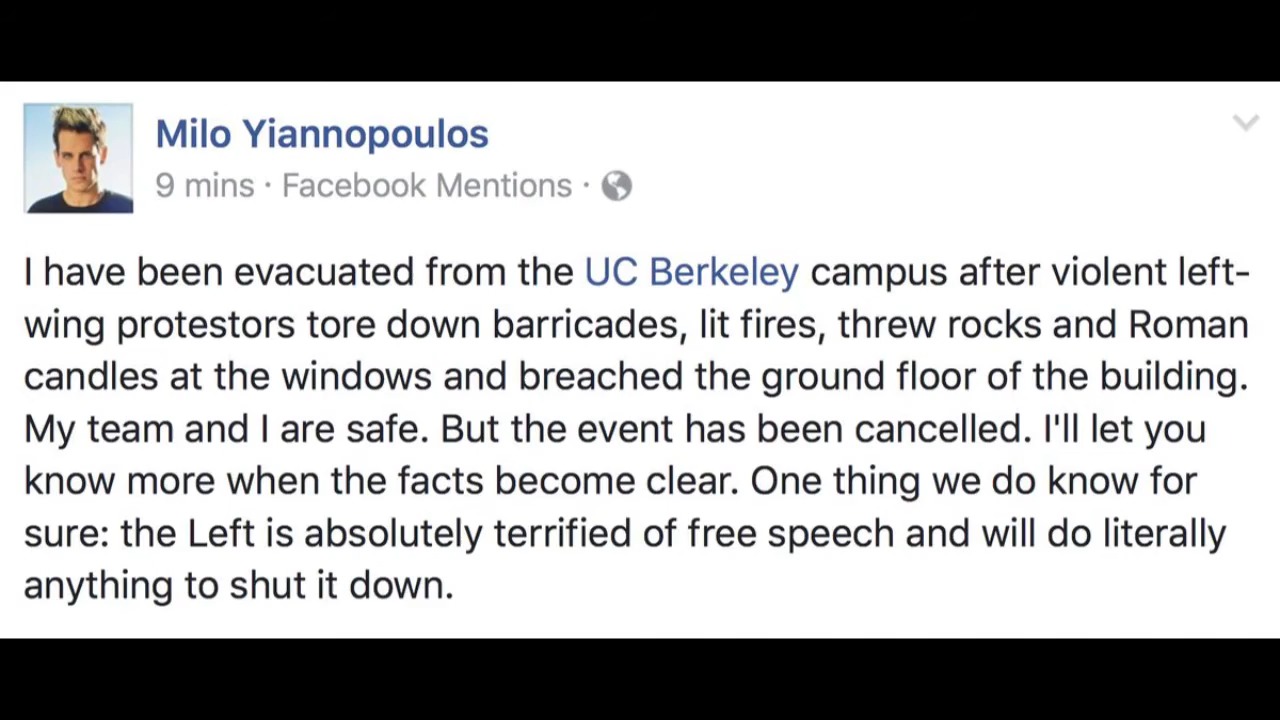 Milo Yiannopoulos
9 mins · Facebook Mentions ·
I have been evacuated from the UC Berkeley campus after violent left-
wing protestors tore down barricades, lit fires, threw rocks and Roman
candles at the windows and breached the ground floor of the building.
My team and I are safe. But the event has been cancelled. I'll let you
know more when the facts become clear. One thing we do know for
sure: the Left is absolutely terrified of free speech and will do literally
anything to shut it down.